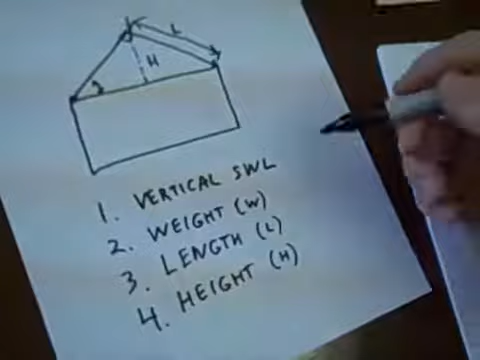 L
H
1. VERTICAL SWL
2. WEIGHT (W)
3. LENGTH (L)
4. HEIGHT (H)